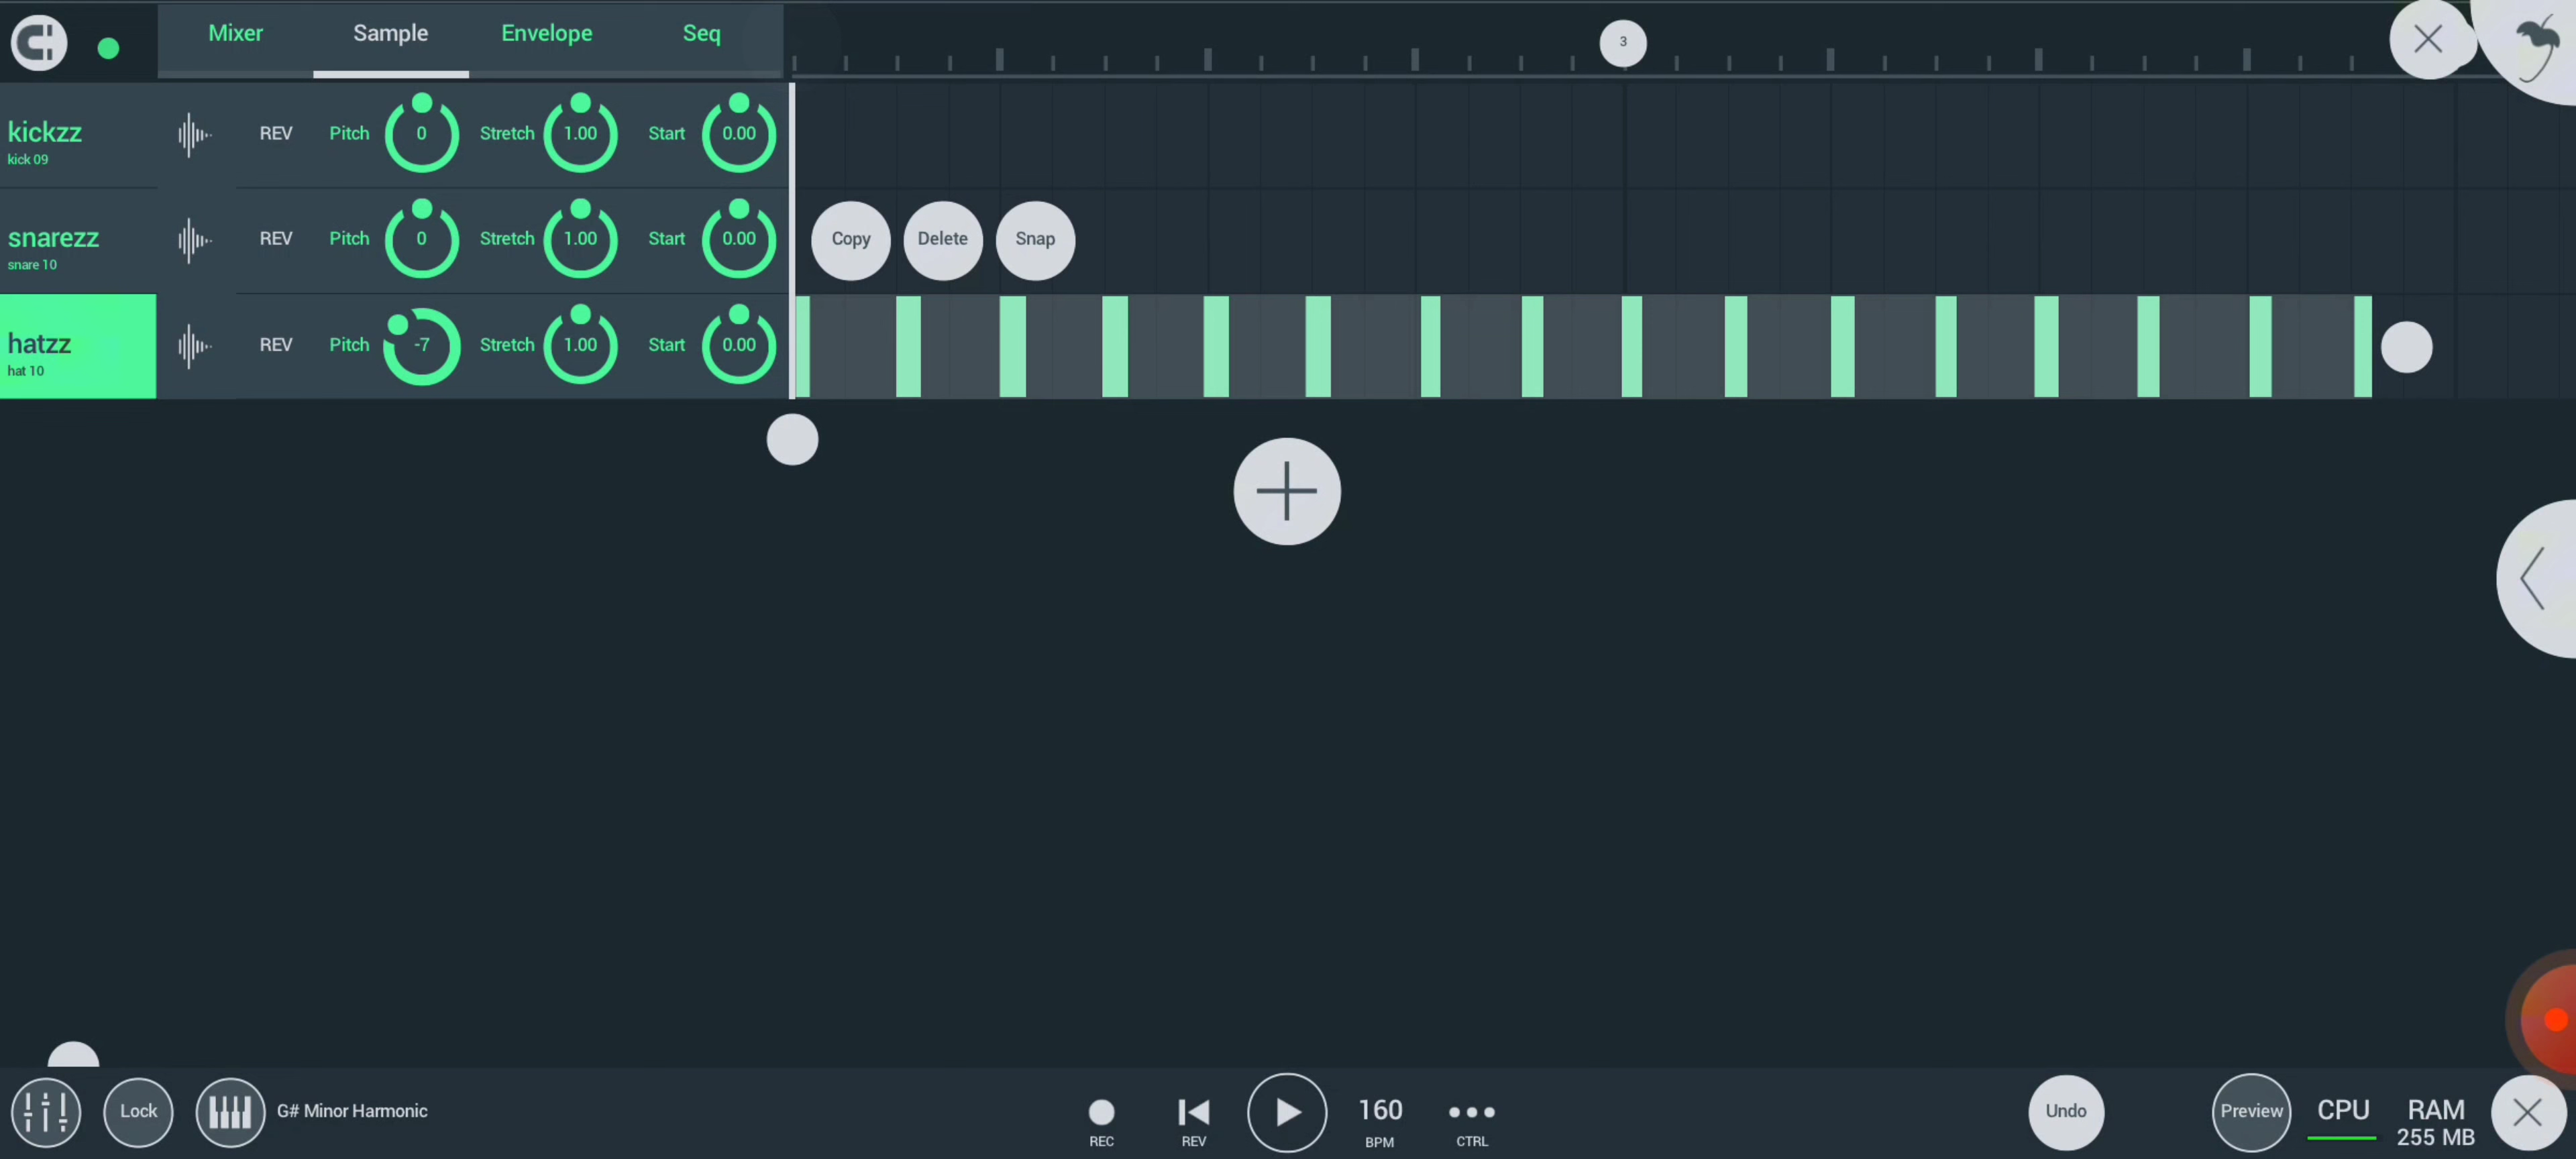 Mixer Sample Envelope Seq 3
kickzz REV Pitch 0 Stretch 1.00 Start 0.00
kick 09
snarezz REV Pitch 0 Stretch 1.00 Start 0.00 Copy Delete Snap
snare 10
hatzz REV Pitch -7 Stretch 1.00 Start 0.00
hat 10
Lock G# Minor Harmonic 160 Undo Preview CPU RAM
REC REV BPM CTRL 255 MB